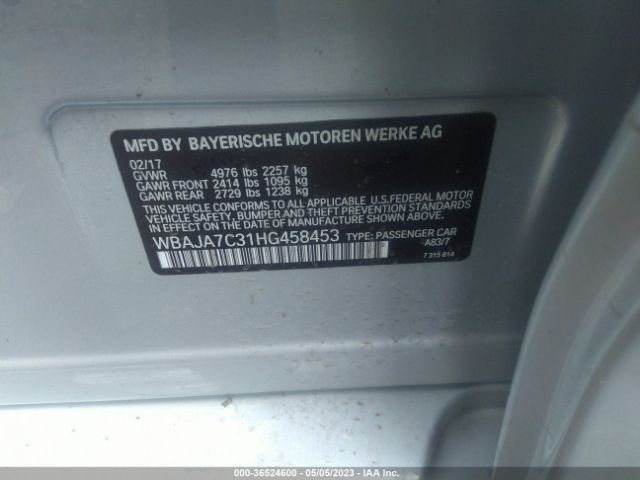 MFD BY BAYERISCHE MOTOREN WERKE AG
02/17
GVWR 4976 lbs 2257 kg
GAWR FRONT 2414 lbs 1095 kg
GAWR REAR 2729 lbs 1238 kg
THIS VEHICLE CONFORMS TO ALL APPLICABLE U.S.FEDERAL MOTOR
VEHICLE SAFETY, BUMPER, AND THEFT PREVENTION
STANDARDS IN EFFECT ON THE DATE OF
MANUFACTURE SHOWN ABOVE.
WBAJA7C31HG458453 TYPE: PASSENGER CAR
-A83/7
7 315 814
000-36524600 - 05/05/2023 - IAA Inc.